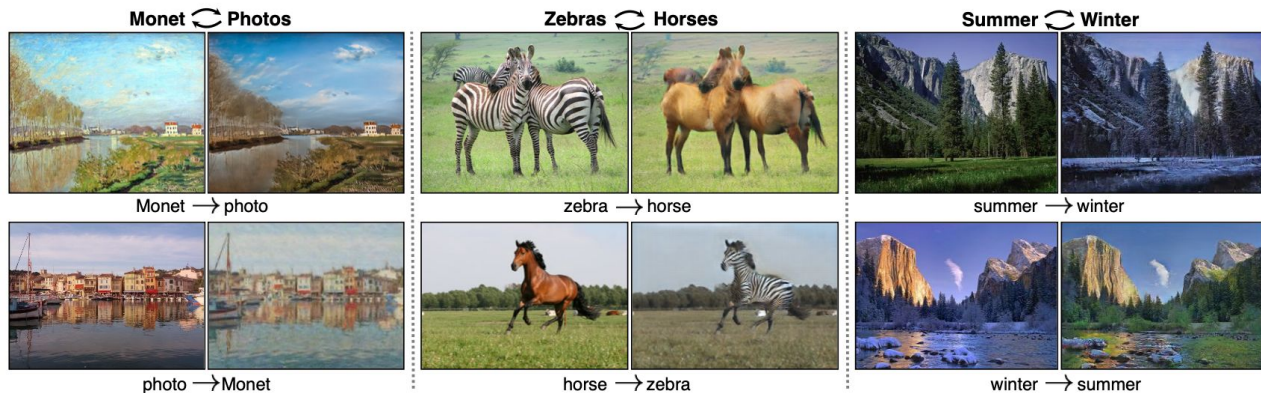 Monet ⇄ Photos
Zebras ⇄ Horses
Summer ⇄ Winter
Monet → photo
zebra → horse
summer → winter
photo → Monet
horse → zebra
winter → summer